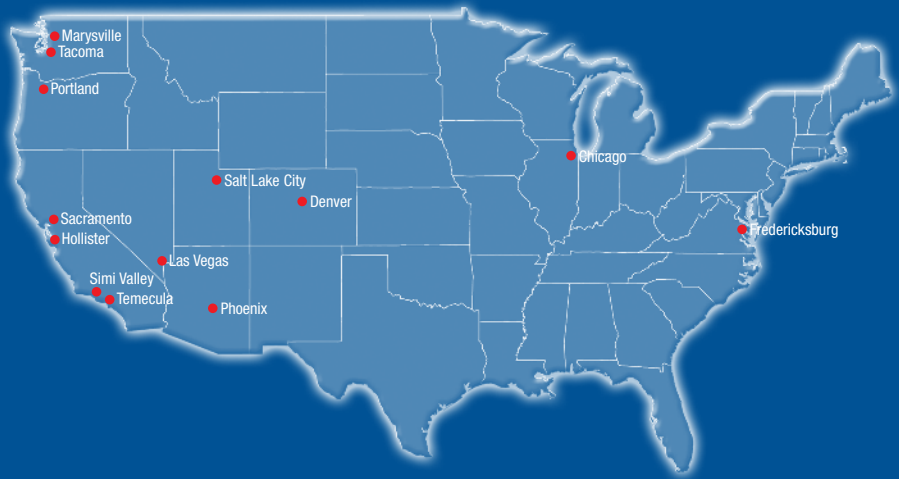 Marysville
Tacoma
Portland
Chicago
Salt Lake City
Denver
Sacramento
Fredericksburg
Hollister
Las Vegas
Simi Valley
Temecula
Phoenix